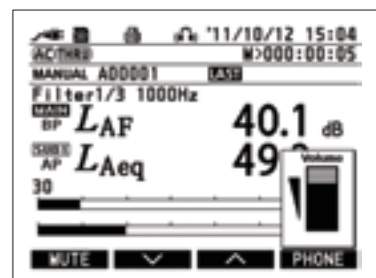 '11/10/12 15:04
AC/THRU M>000:00:05
MANUAL A00001 LAST
Filter1/3 1000Hz
MAIN BP LAF 40.1 dB
AP LAeq 49
Volume
30
MUTE PHONE